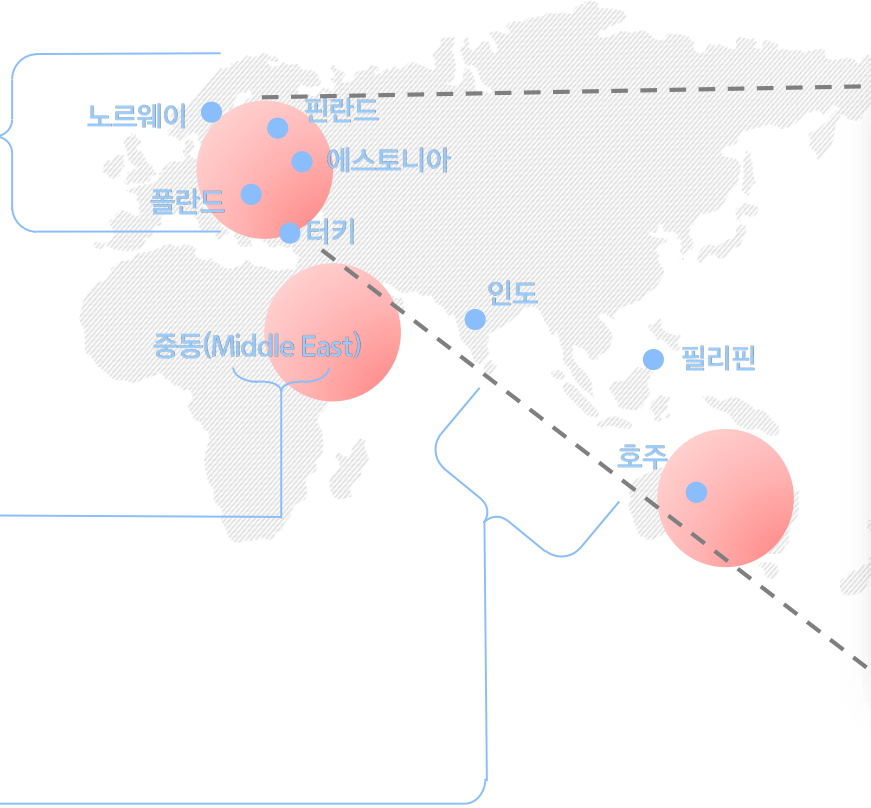 노르웨이
핀란드
에스토니아
폴란드
터키
인도
중동(Middle East)
필리핀
호주